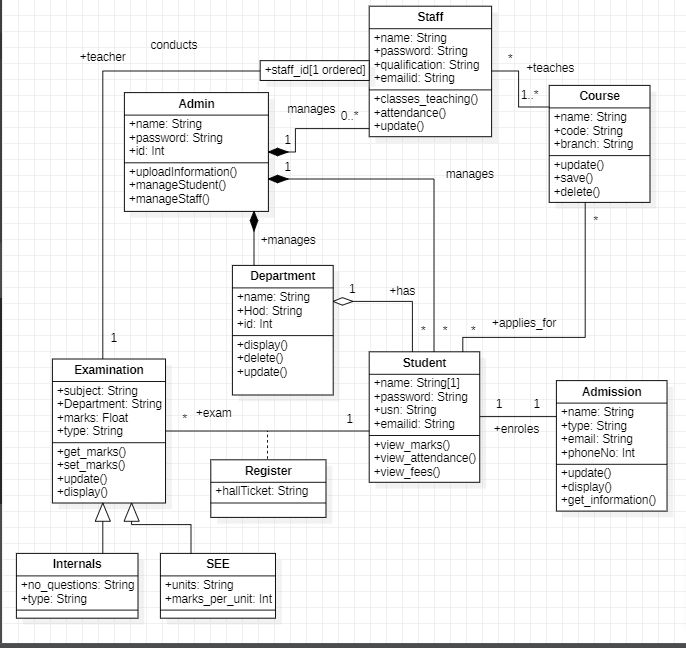 Staff
+name: String
+password: String
+qualification: String
+emailid: String
+classes_teaching()
+attendance()
+update()
conducts
+teacher
+staff_id[1 ordered]
*
+teaches
1..*
Course
+name: String
+code: String
+branch: String
+update()
+save()
+delete()
*
Admin
+name: String
+password: String
+id: Int
+uploadInformation()
+manageStudent()
+manageStaff()
manages
0..*
1
1
manages
+manages
Department
+name: String
+Hod: String
+id: Int
+display()
+delete()
+update()
1
+has
*
*
*
+applies_for
1
Examination
+subject: String
+Department: String
+marks: Float
+type: String
+get_marks()
+set_marks()
+update()
+display()
*
+exam
1
Student
+name: String[1]
+password: String
+usn: String
+emailid: String
+view_marks()
+view_attendance()
+view_fees()
1
1
+enroles
Admission
+name: String
+type: String
+email: String
+phoneNo: Int
+update()
+display()
+get_information()
Register
+hallTicket: String
Internals
+no_questions: String
+type: String
SEE
+units: String
+marks_per_unit: Int